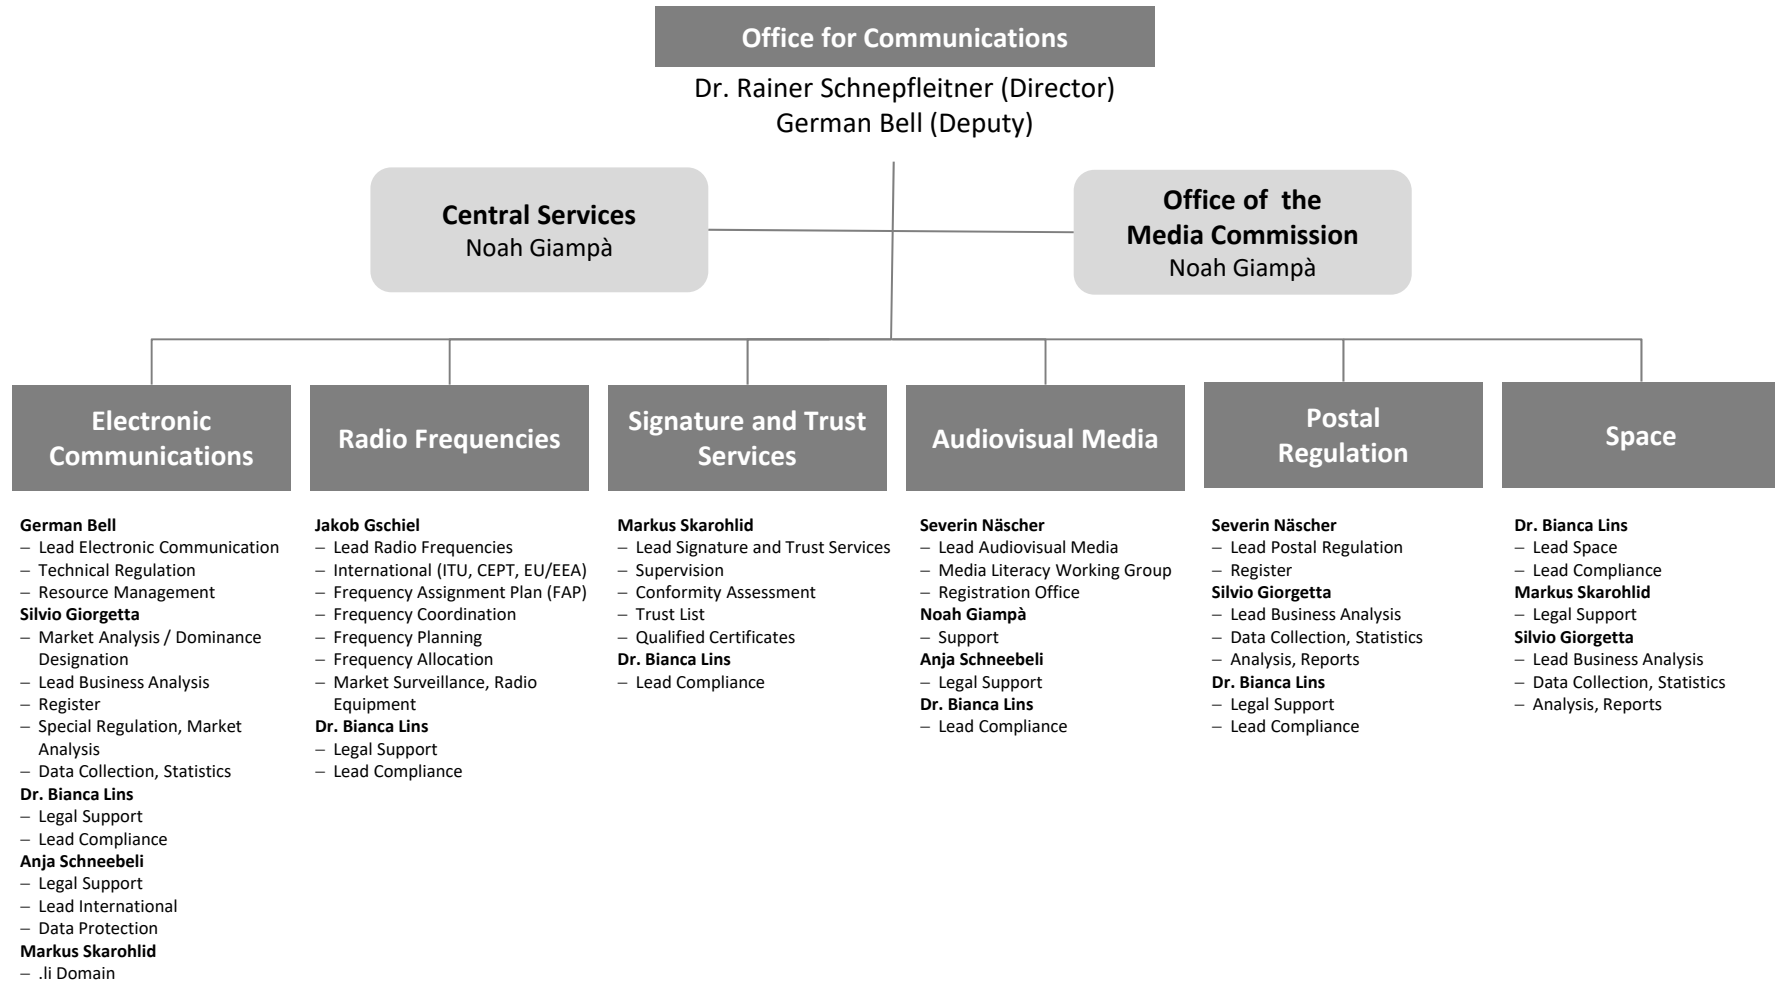 Office for Communications
Dr. Rainer Schnepfleitner (Director)
German Bell (Deputy)
Central Services
Noah Giampà
Office of the
Media Commission
Noah Giampà
Electronic
Communications
Radio Frequencies
Signature and Trust
Services
Audiovisual Media
Postal
Regulation
Space
German Bell
– Lead Electronic Communication
– Technical Regulation
– Resource Management
Silvio Giorgetta
– Market Analysis / Dominance
Designation
– Lead Business Analysis
– Register
– Special Regulation, Market
Analysis
– Data Collection, Statistics
Dr. Bianca Lins
– Legal Support
– Lead Compliance
Anja Schneebeli
– Legal Support
– Lead International
– Data Protection
Markus Skarohlid
– .li Domain
Jakob Gschiel
– Lead Radio Frequencies
– International (ITU, CEPT, EU/EEA)
– Frequency Assignment Plan (FAP)
– Frequency Coordination
– Frequency Planning
– Frequency Allocation
– Market Surveillance, Radio
Equipment
Dr. Bianca Lins
– Legal Support
– Lead Compliance
Markus Skarohlid
– Lead Signature and Trust Services
– Supervision
– Conformity Assessment
– Trust List
– Qualified Certificates
Dr. Bianca Lins
– Lead Compliance
Severin Näscher
– Lead Audiovisual Media
– Media Literacy Working Group
– Registration Office
Noah Giampà
– Support
Anja Schneebeli
– Legal Support
Dr. Bianca Lins
– Lead Compliance
Severin Näscher
– Lead Postal Regulation
– Register
Silvio Giorgetta
– Lead Business Analysis
– Data Collection, Statistics
– Analysis, Reports
Dr. Bianca Lins
– Legal Support
– Lead Compliance
Dr. Bianca Lins
– Lead Space
– Lead Compliance
Markus Skarohlid
– Legal Support
Silvio Giorgetta
– Lead Business Analysis
– Data Collection, Statistics
– Analysis, Reports